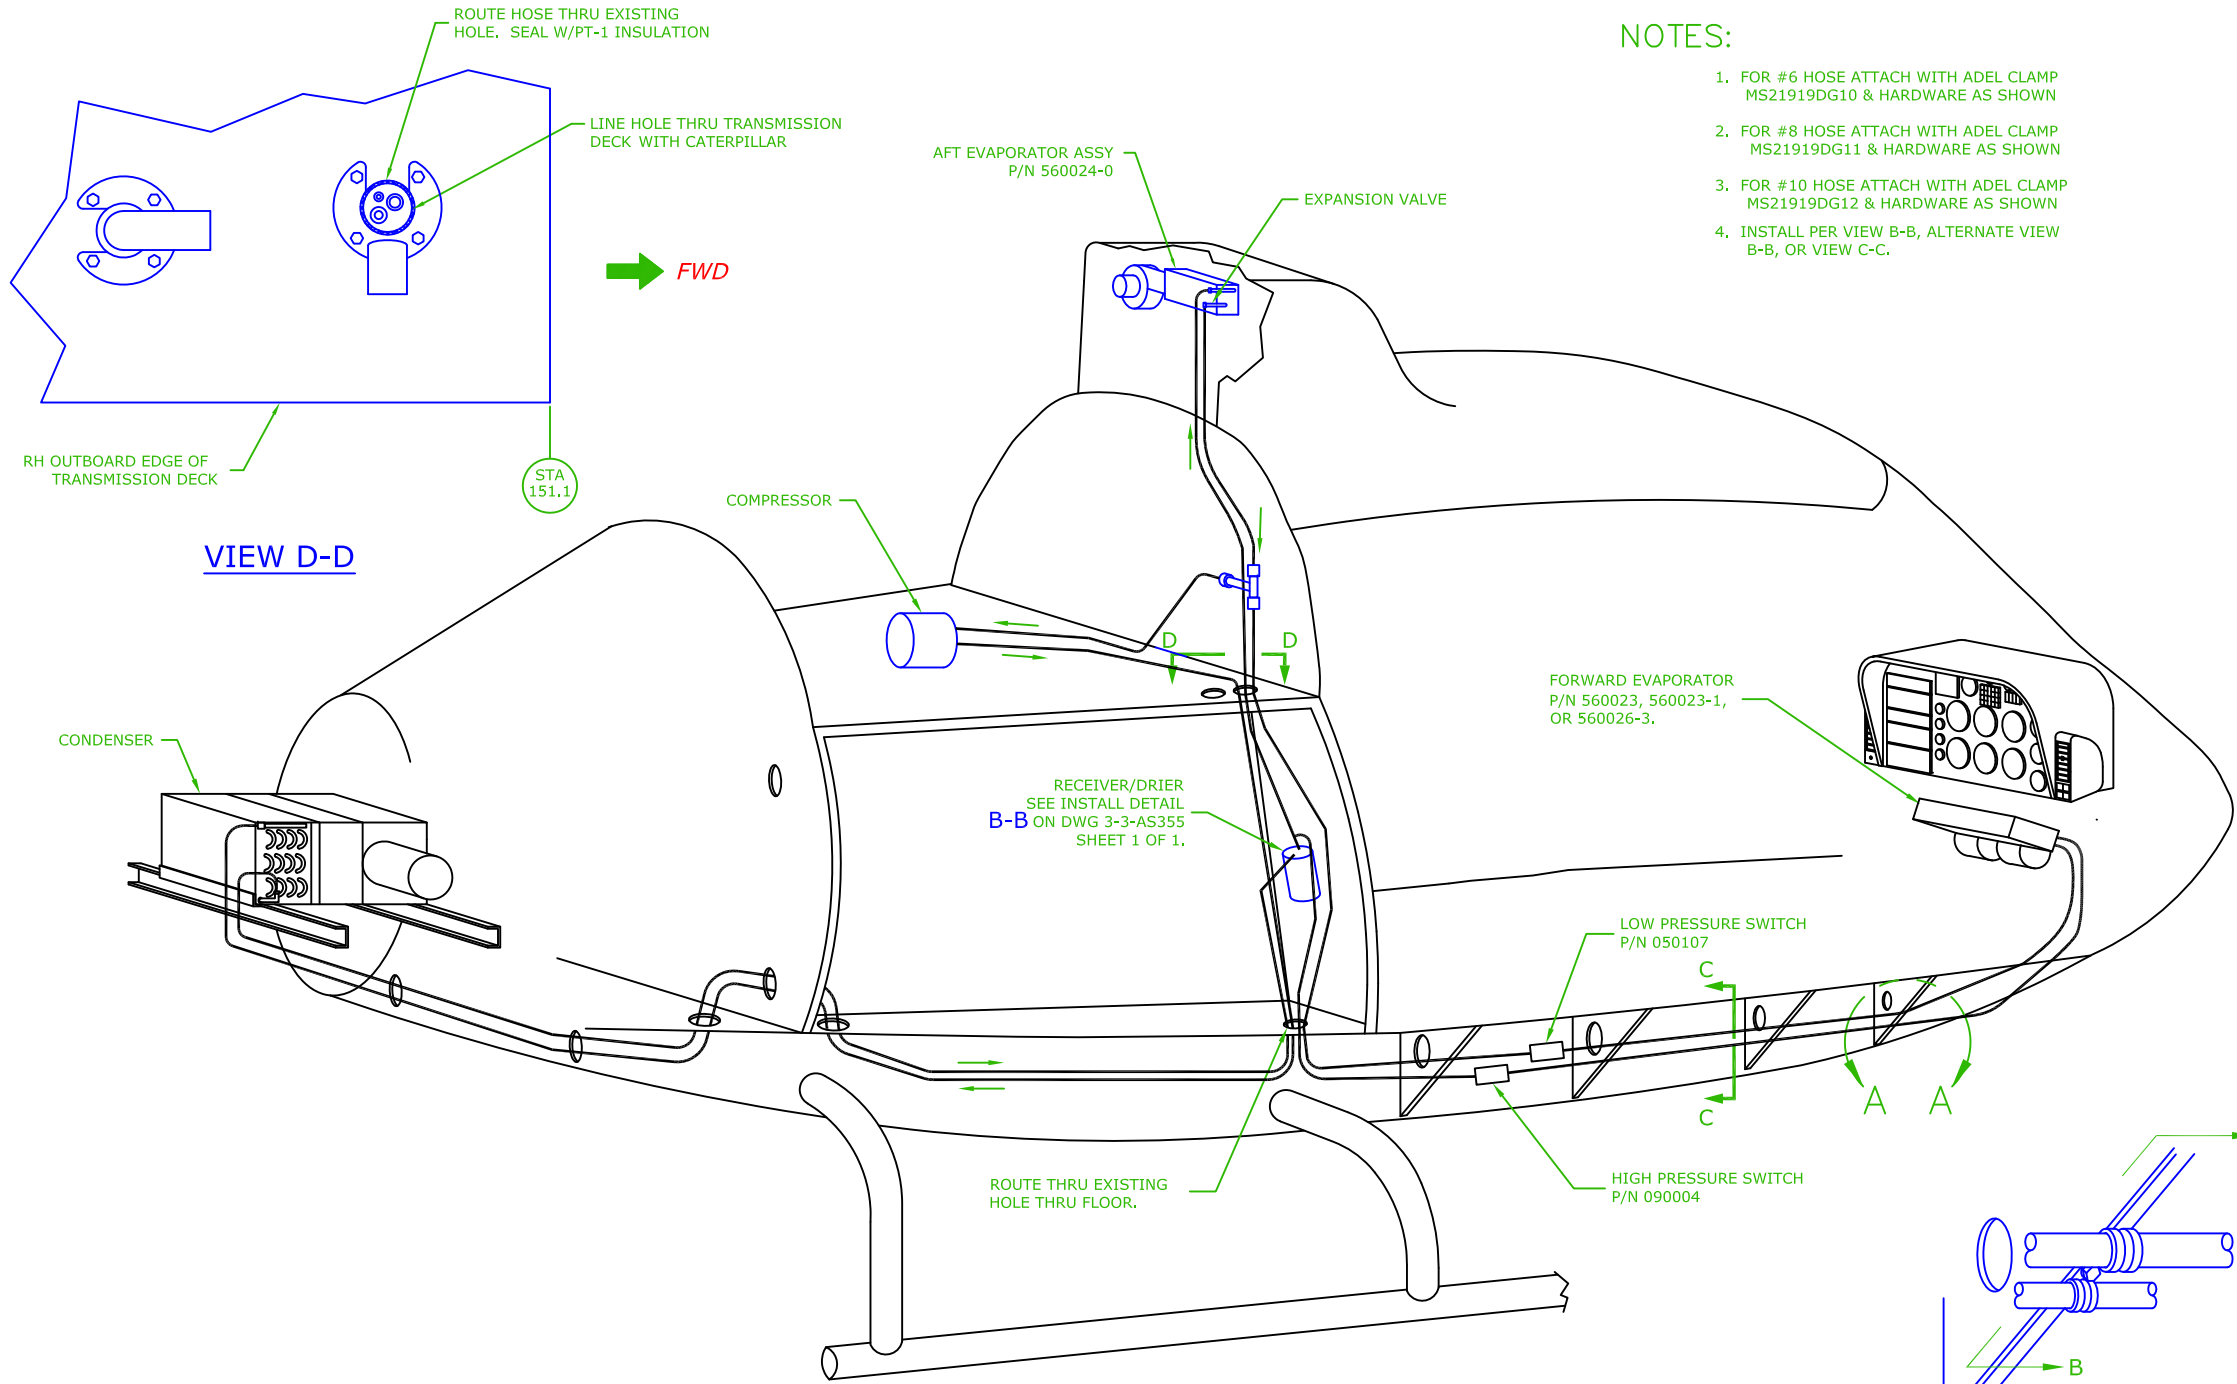 ROUTE HOSE THRU EXISTING
HOLE.  SEAL W/PT-1 INSULATION
LINE HOLE THRU TRANSMISSION
DECK WITH CATERPILLAR
FWD
RH OUTBOARD EDGE OF
TRANSMISSION DECK
STA
151.1
VIEW D-D
NOTES:
1.  FOR #6 HOSE ATTACH WITH ADEL CLAMP
MS21919DG10 & HARDWARE AS SHOWN
2.  FOR #8 HOSE ATTACH WITH ADEL CLAMP
MS21919DG11 & HARDWARE AS SHOWN
3.  FOR #10 HOSE ATTACH WITH ADEL CLAMP
MS21919DG12 & HARDWARE AS SHOWN
4.  INSTALL PER VIEW B-B, ALTERNATE VIEW
B-B, OR VIEW C-C.
AFT EVAPORATOR ASSY
P/N 560024-0
EXPANSION VALVE
COMPRESSOR
D
D
CONDENSER
FORWARD EVAPORATOR
P/N 560023, 560023-1,
OR 560026-3.
RECEIVER/DRIER
SEE INSTALL DETAIL
B-B ON DWG 3-3-AS355
SHEET 1 OF 1.
LOW PRESSURE SWITCH
P/N 050107
C
C
A
A
HIGH PRESSURE SWITCH
P/N 090004
ROUTE THRU EXISTING
HOLE THRU FLOOR.
B